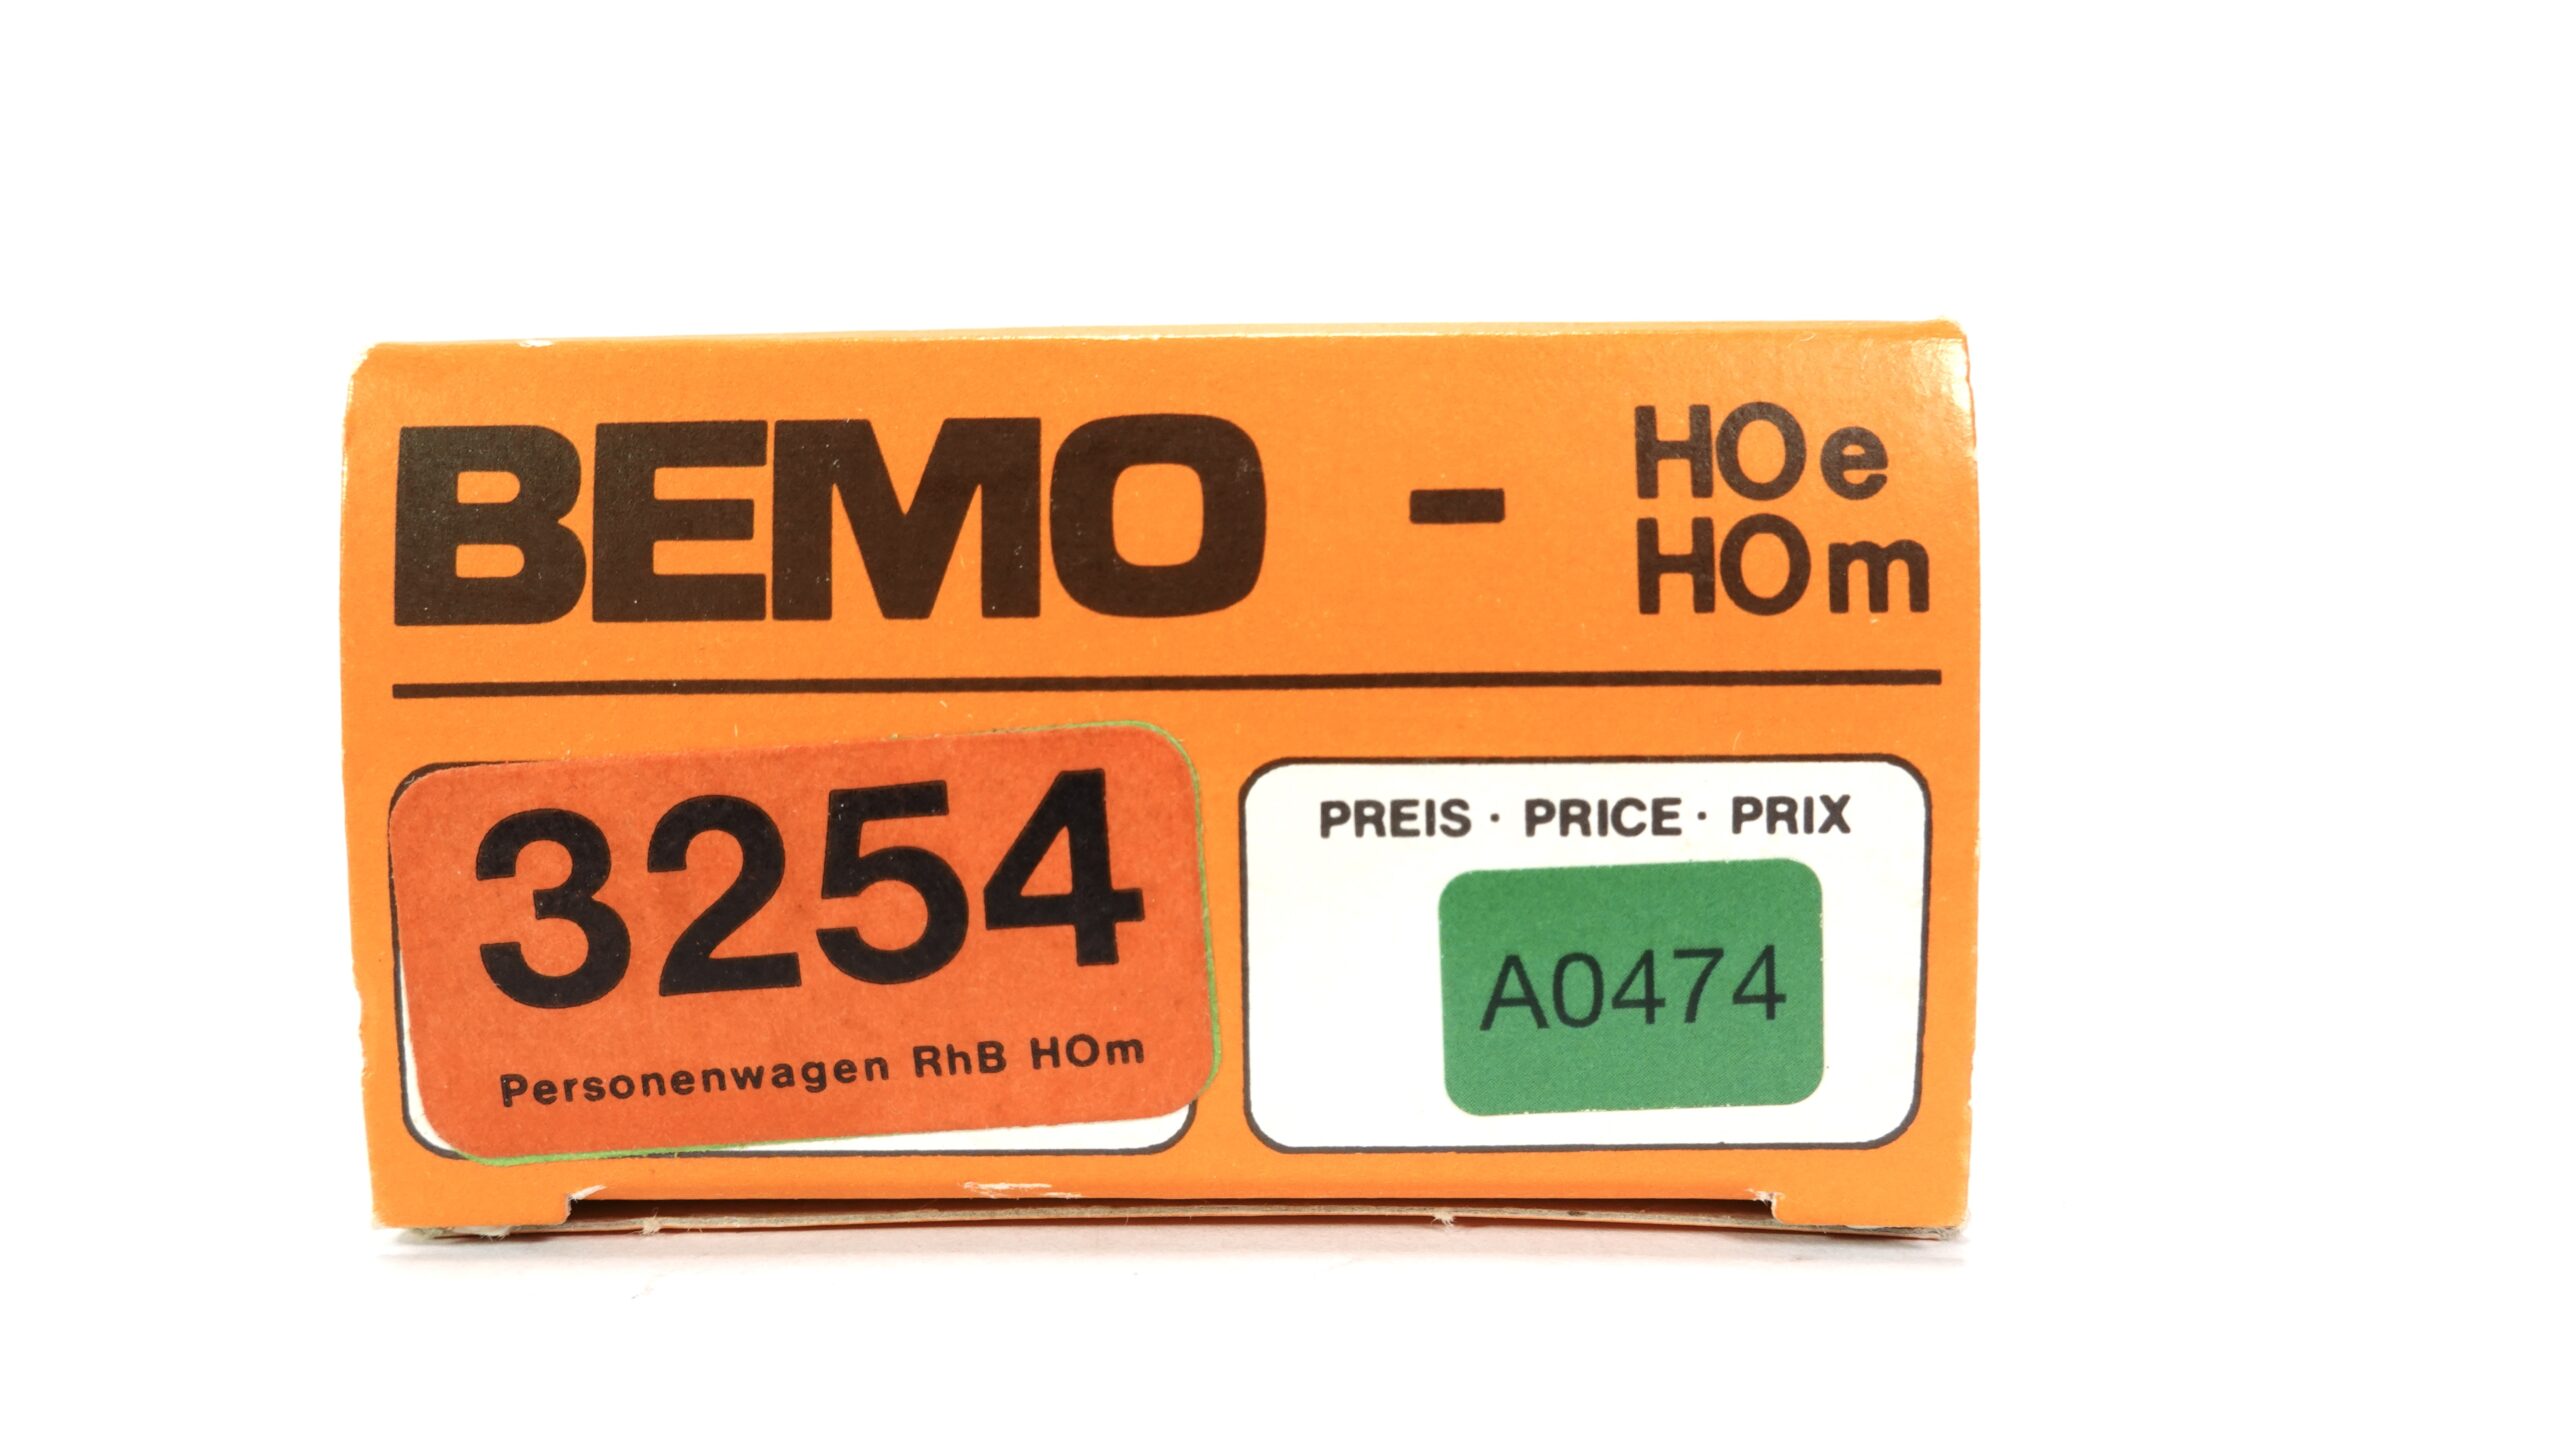 BEMO - HOe
HOm
3254
Personenwagen RhB HOm
PREIS · PRICE · PRIX
A0474